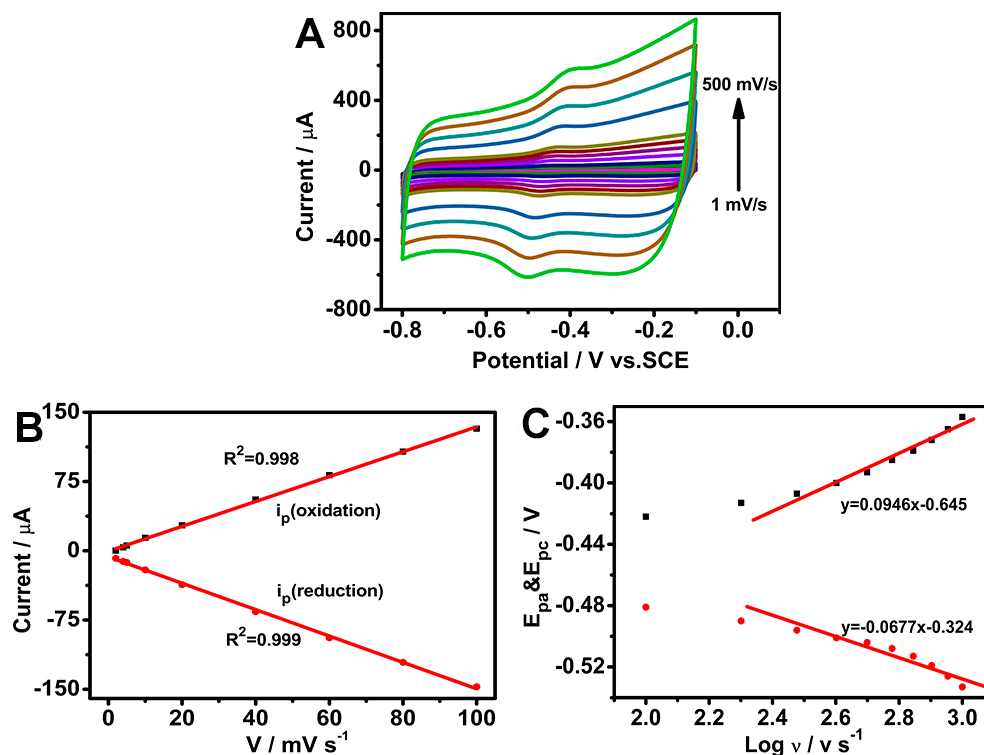 A
800
400
0
-400
-800
Current / μA
500 mV/s
1 mV/s
-0.8
-0.6
-0.4
-0.2
0.0
Potential / V vs.SCE
B
150
75
0
-75
-150
Current / μA
R²=0.998
iₚ(oxidation)
iₚ(reduction)
R²=0.999
0
20
40
60
80
100
V / mV s⁻¹
C
-0.36
-0.40
-0.44
-0.48
-0.52
Eₚₐ&Eₚc / V
y=0.0946x-0.645
y=-0.0677x-0.324
2.0
2.2
2.4
2.6
2.8
3.0
Log ν / v s⁻¹